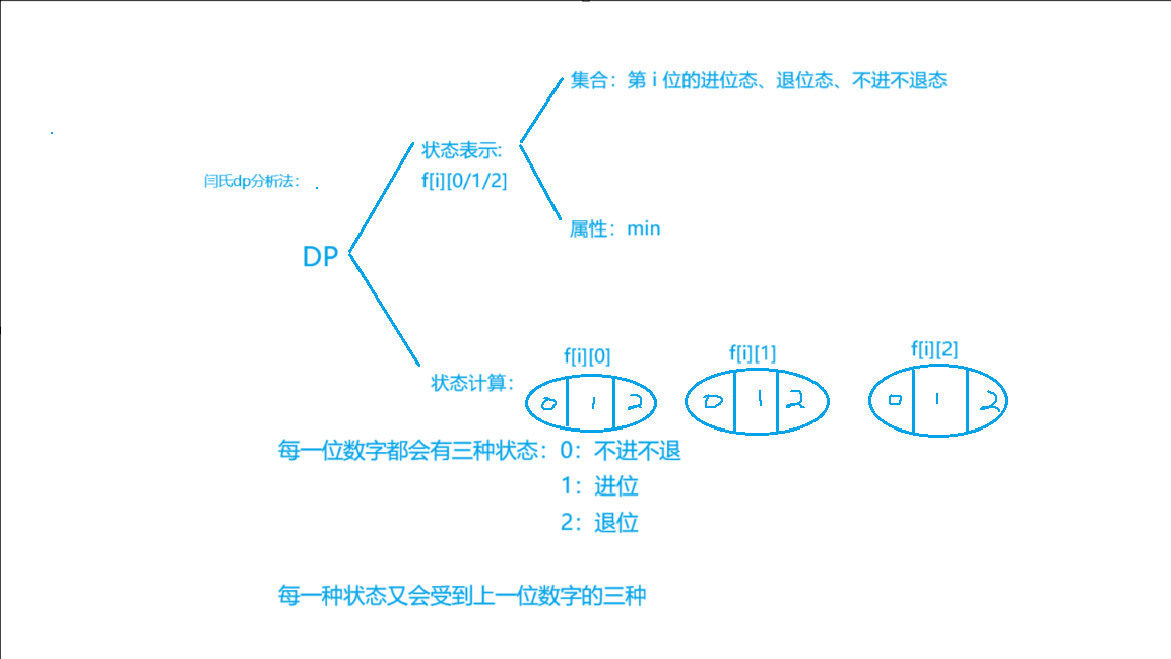 集合：第 i 位的进位态、退位态、不进不退态
状态表示:
f[i][0/1/2]
闫氏dp分析法：
属性：min
DP
状态计算：
f[i][0]
f[i][1]
f[i][2]
0 1 2
0 1 2
0 1 2
每一位数字都会有三种状态：0：不进不退
1：进位
2：退位
每一种状态又会受到上一位数字的三种